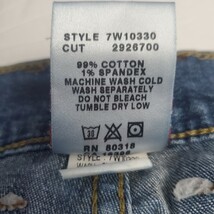 STYLE 7W10330
CUT 2926700
99% COTTON
1% SPANDEX
MACHINE WASH COLD
WASH SEPARATELY
DO NOT BLEACH
TUMBLE DRY LOW
RN 80318
STYLE 7W10330